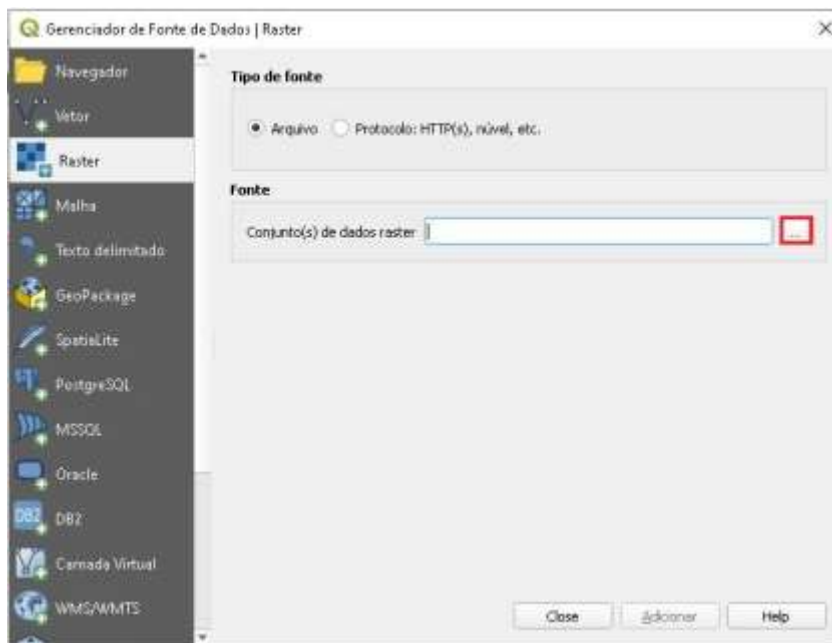 Gerenciador de Fonte de Dados | Raster
Navegador
Vetor
Raster
Malha
Texto delimitado
GeoPackage
SpatiaLite
PostgreSQL
MSSQL
Oracle
DB2
Camada Virtual
WMS/WMTS
Tipo de fonte
Arquivo
Protocolo: HTTP(s), núvel, etc.
Fonte
Conjunto(s) de dados raster
...
Close
Adicionar
Help